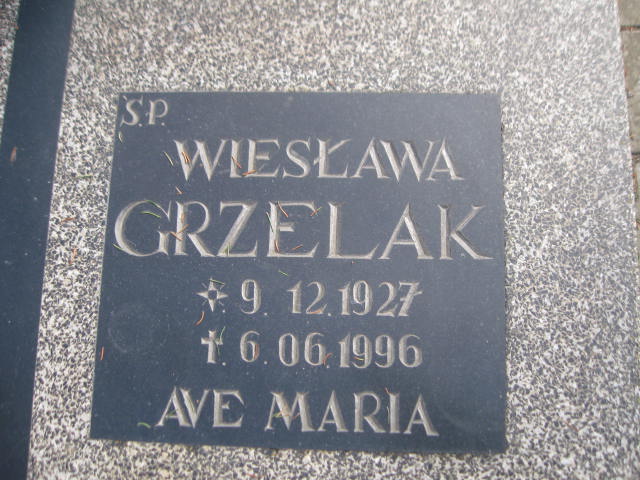 Ś.P.
WIESŁAWA
GRZELAK
*. 9. 12. 1927
†. 6. 06. 1996
AVE MARIA